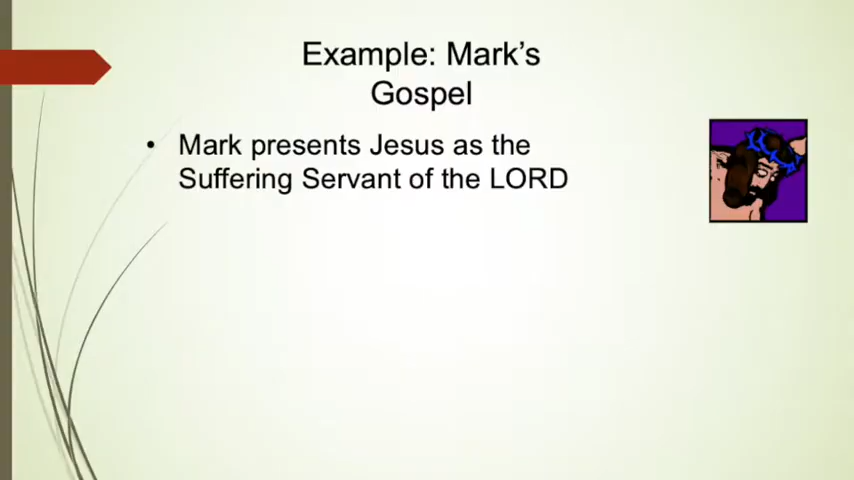 Example: Mark’s
Gospel
• Mark presents Jesus as the
Suffering Servant of the LORD